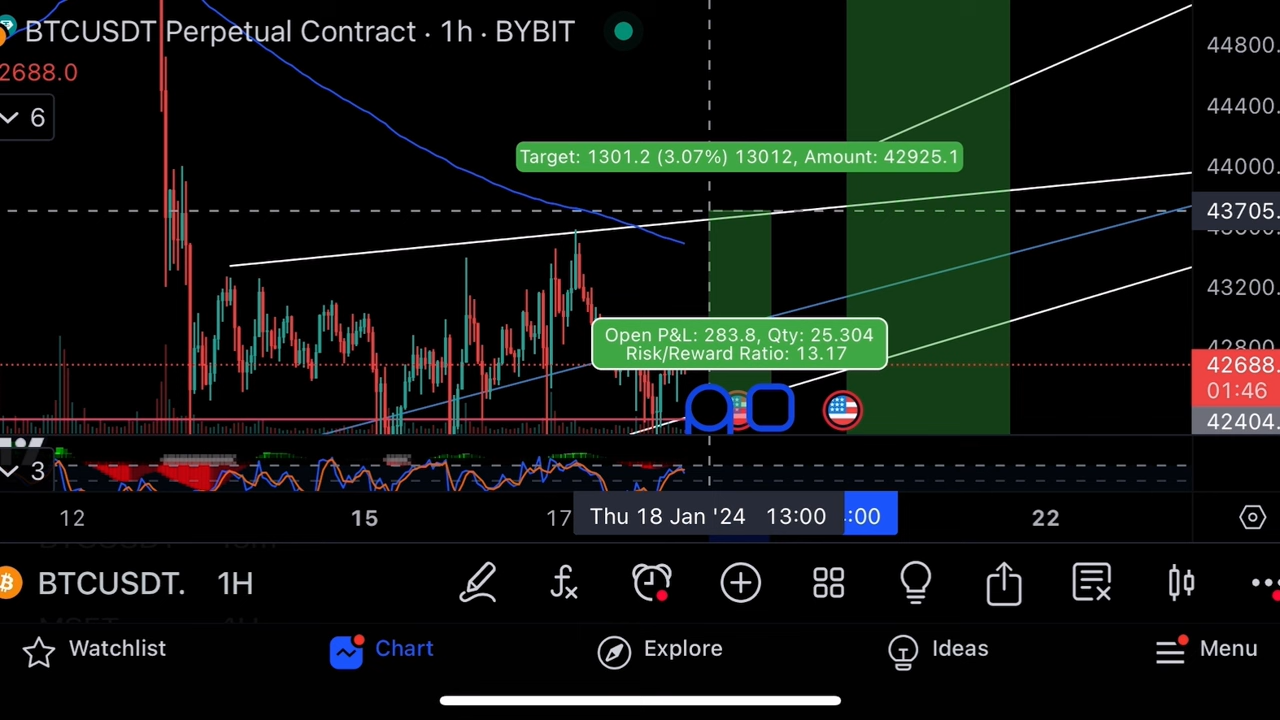 BTCUSDT Perpetual Contract · 1h · BYBIT
2688.0
6
44800.
44400.
Target: 1301.2 (3.07%) 13012, Amount: 42925.1
44000.
43705.
43200.
Open P&L: 283.8, Qty: 25.304
Risk/Reward Ratio: 13.17
42800
42688.
01:46
42404.
3
12
15
17
Thu 18 Jan '24 13:00
:00
22
BTCUSDT. 1H
Watchlist
Chart
Explore
Ideas
Menu